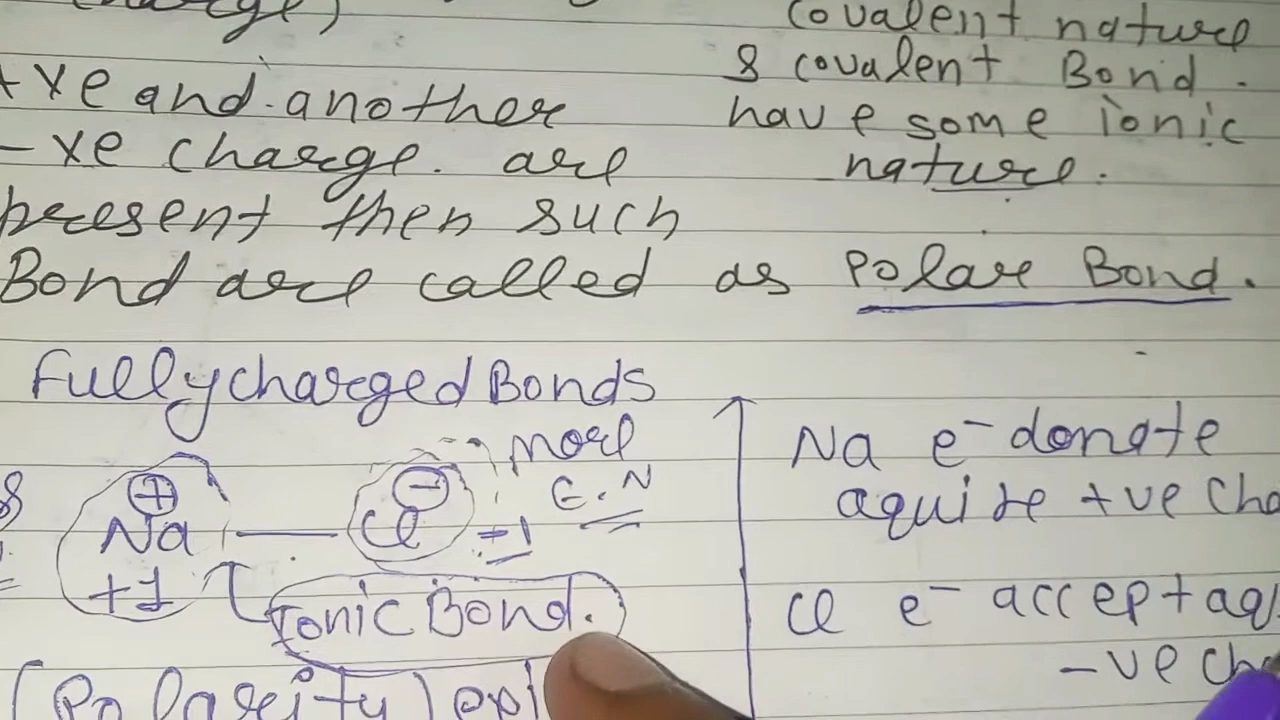 covalent nature
& covalent Bond.
have some ionic
nature.
+ve and another
-ve charge. are
present then such
Bond are called as Polar Bond.
Fully charged Bonds
more
E.N
⊕ ⊖
Na — Cl
+1 -1
Ionic Bond.
Na e⁻ donate
aquire +ve Cha
Cl e⁻ accept aq
-ve ch
(Polarity)